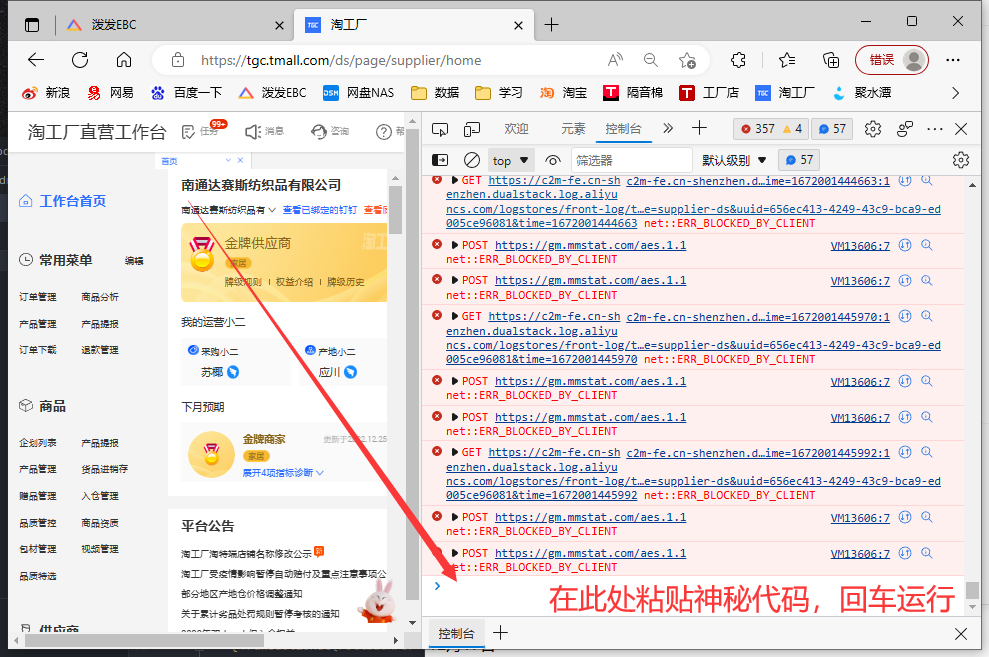 泼发EBC
淘工厂
https://tgc.tmall.com/ds/page/supplier/home
错误
新浪
网易
百度一下
泼发EBC
网盘NAS
数据
学习
淘宝
隔音棉
工厂店
淘工厂
聚水潭
淘工厂直营工作台
任务
99+
消息
咨询
首页
工作台首页
常用菜单
编辑
订单管理 商品分析
产品管理 产品提报
订单下载 退款管理
商品
企划列表 产品提报
产品管理 货品进销存
赠品管理 入仓管理
品质管控 商品资质
包材管理 视频管理
品质特选
供应商
南通达赛斯纺织品有限公司
南通达赛斯纺织品有
查看已绑定的钉钉
金牌供应商
家居
牌级规则 | 权益介绍 | 牌级历史
我的运营小二
采购小二
苏椰
产地小二
应川
下月预期
金牌商家
更新于2022.12.25
家居
展开4项指标诊断
平台公告
淘工厂淘特端店铺名称修改公示
淘工厂受疫情影响暂停自动赔付及重点注意事项公
部分地区产地仓价格调整通知
关于累计劣品处罚规则暂停考核的通知
欢迎
元素
控制台
357
4
57
top
筛选器
默认级别
57
GET https://c2m-fe.cn-sh c2m-fe.cn-shenzhen.d…ime=1672001444663:1
enzhen.dualstack.log.aliyu
ncs.com/logstores/front-log/t…e=supplier-ds&uuid=656ec413-4249-43c9-bca9-ed
005ce96081&time=1672001444663 net::ERR_BLOCKED_BY_CLIENT
POST https://gm.mmstat.com/aes.1.1 VM13606:7
net::ERR_BLOCKED_BY_CLIENT
POST https://gm.mmstat.com/aes.1.1 VM13606:7
net::ERR_BLOCKED_BY_CLIENT
GET https://c2m-fe.cn-sh c2m-fe.cn-shenzhen.d…ime=1672001445970:1
enzhen.dualstack.log.aliyu
ncs.com/logstores/front-log/t…e=supplier-ds&uuid=656ec413-4249-43c9-bca9-ed
005ce96081&time=1672001445970 net::ERR_BLOCKED_BY_CLIENT
POST https://gm.mmstat.com/aes.1.1 VM13606:7
net::ERR_BLOCKED_BY_CLIENT
POST https://gm.mmstat.com/aes.1.1 VM13606:7
net::ERR_BLOCKED_BY_CLIENT
GET https://c2m-fe.cn-sh c2m-fe.cn-shenzhen.d…ime=1672001445992:1
enzhen.dualstack.log.aliyu
ncs.com/logstores/front-log/t…e=supplier-ds&uuid=656ec413-4249-43c9-bca9-ed
005ce96081&time=1672001445992 net::ERR_BLOCKED_BY_CLIENT
POST https://gm.mmstat.com/aes.1.1 VM13606:7
net::ERR_BLOCKED_BY_CLIENT
POST https://gm.mmstat.com/aes.1.1 VM13606:7
net::ERR_BLOCKED_BY_CLIENT
在此处粘贴神秘代码，回车运行
控制台